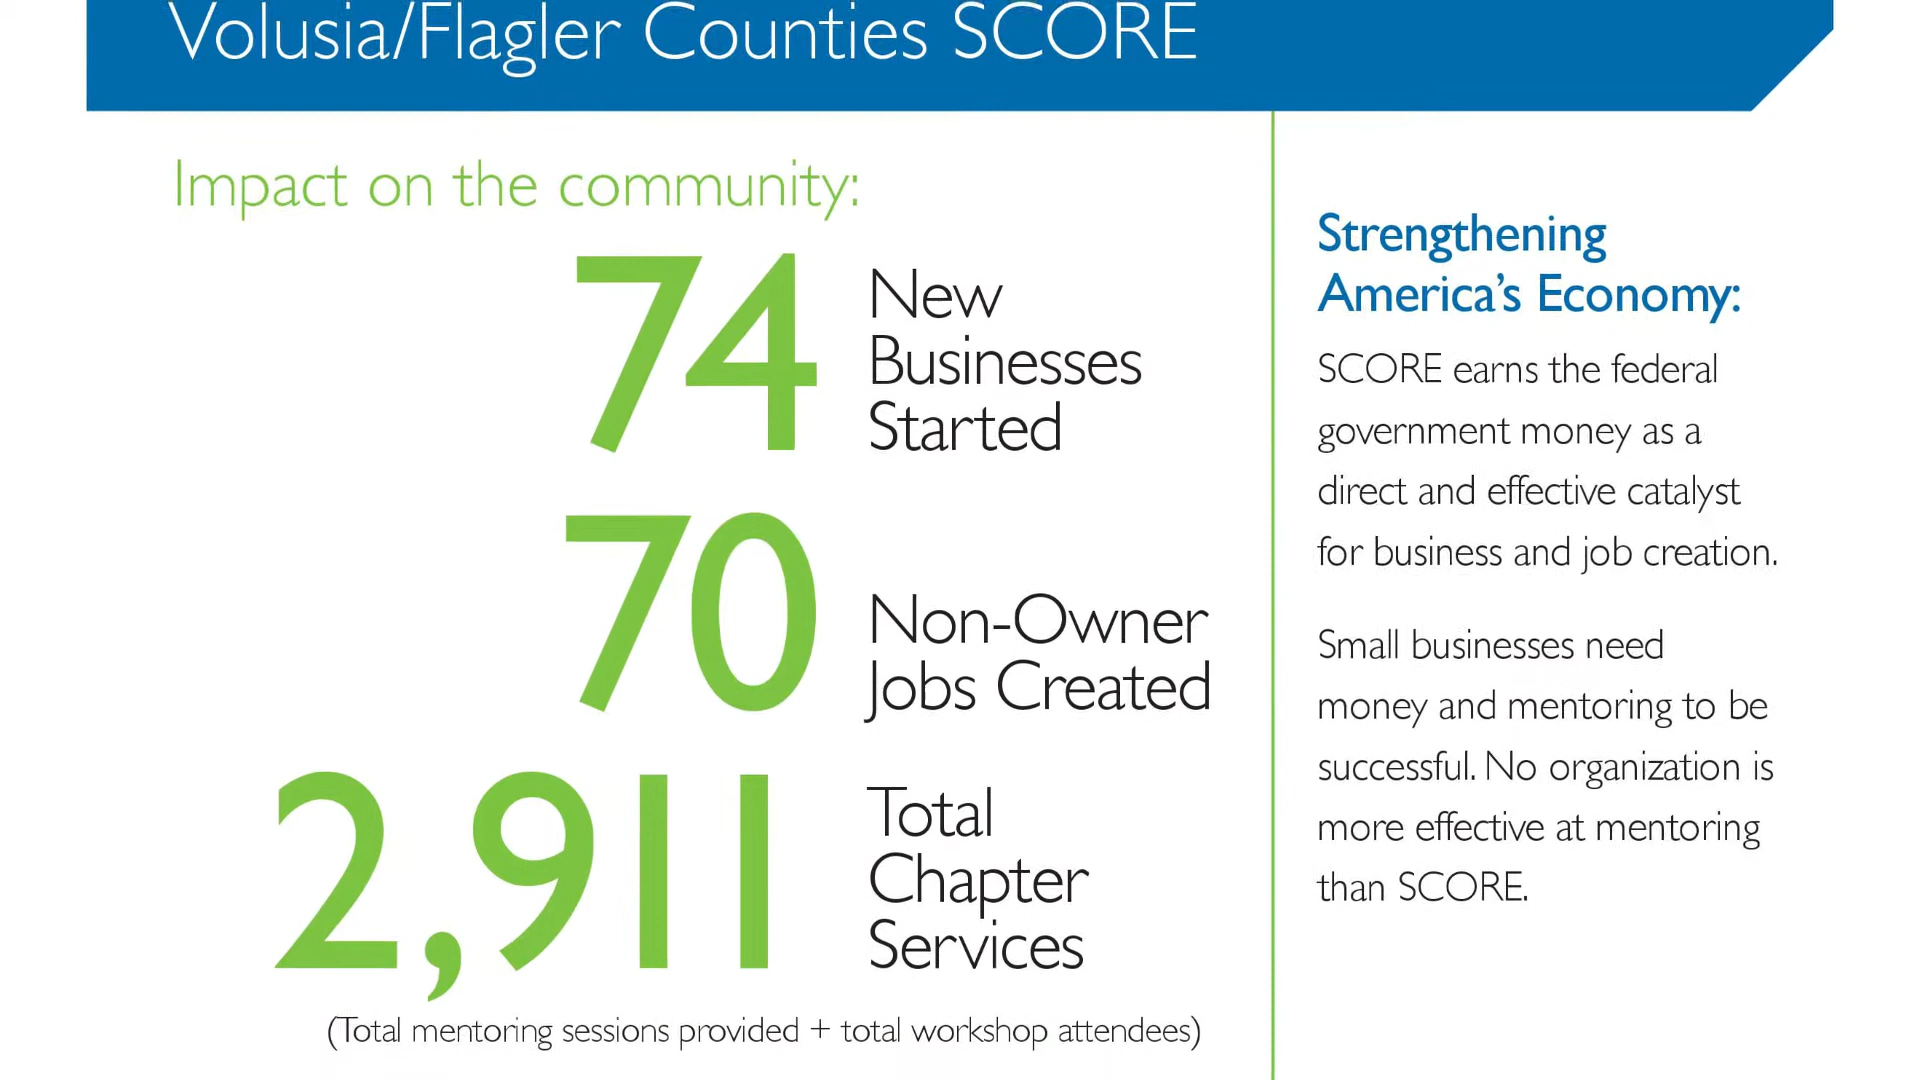 Volusia/Flagler Counties SCORE
Impact on the community:
74
New
Businesses
Started
70
Non-Owner
Jobs Created
2,911
Total
Chapter
Services
(Total mentoring sessions provided + total workshop attendees)
Strengthening
America’s Economy:
SCORE earns the federal
government money as a
direct and effective catalyst
for business and job creation.
Small businesses need
money and mentoring to be
successful. No organization is
more effective at mentoring
than SCORE.